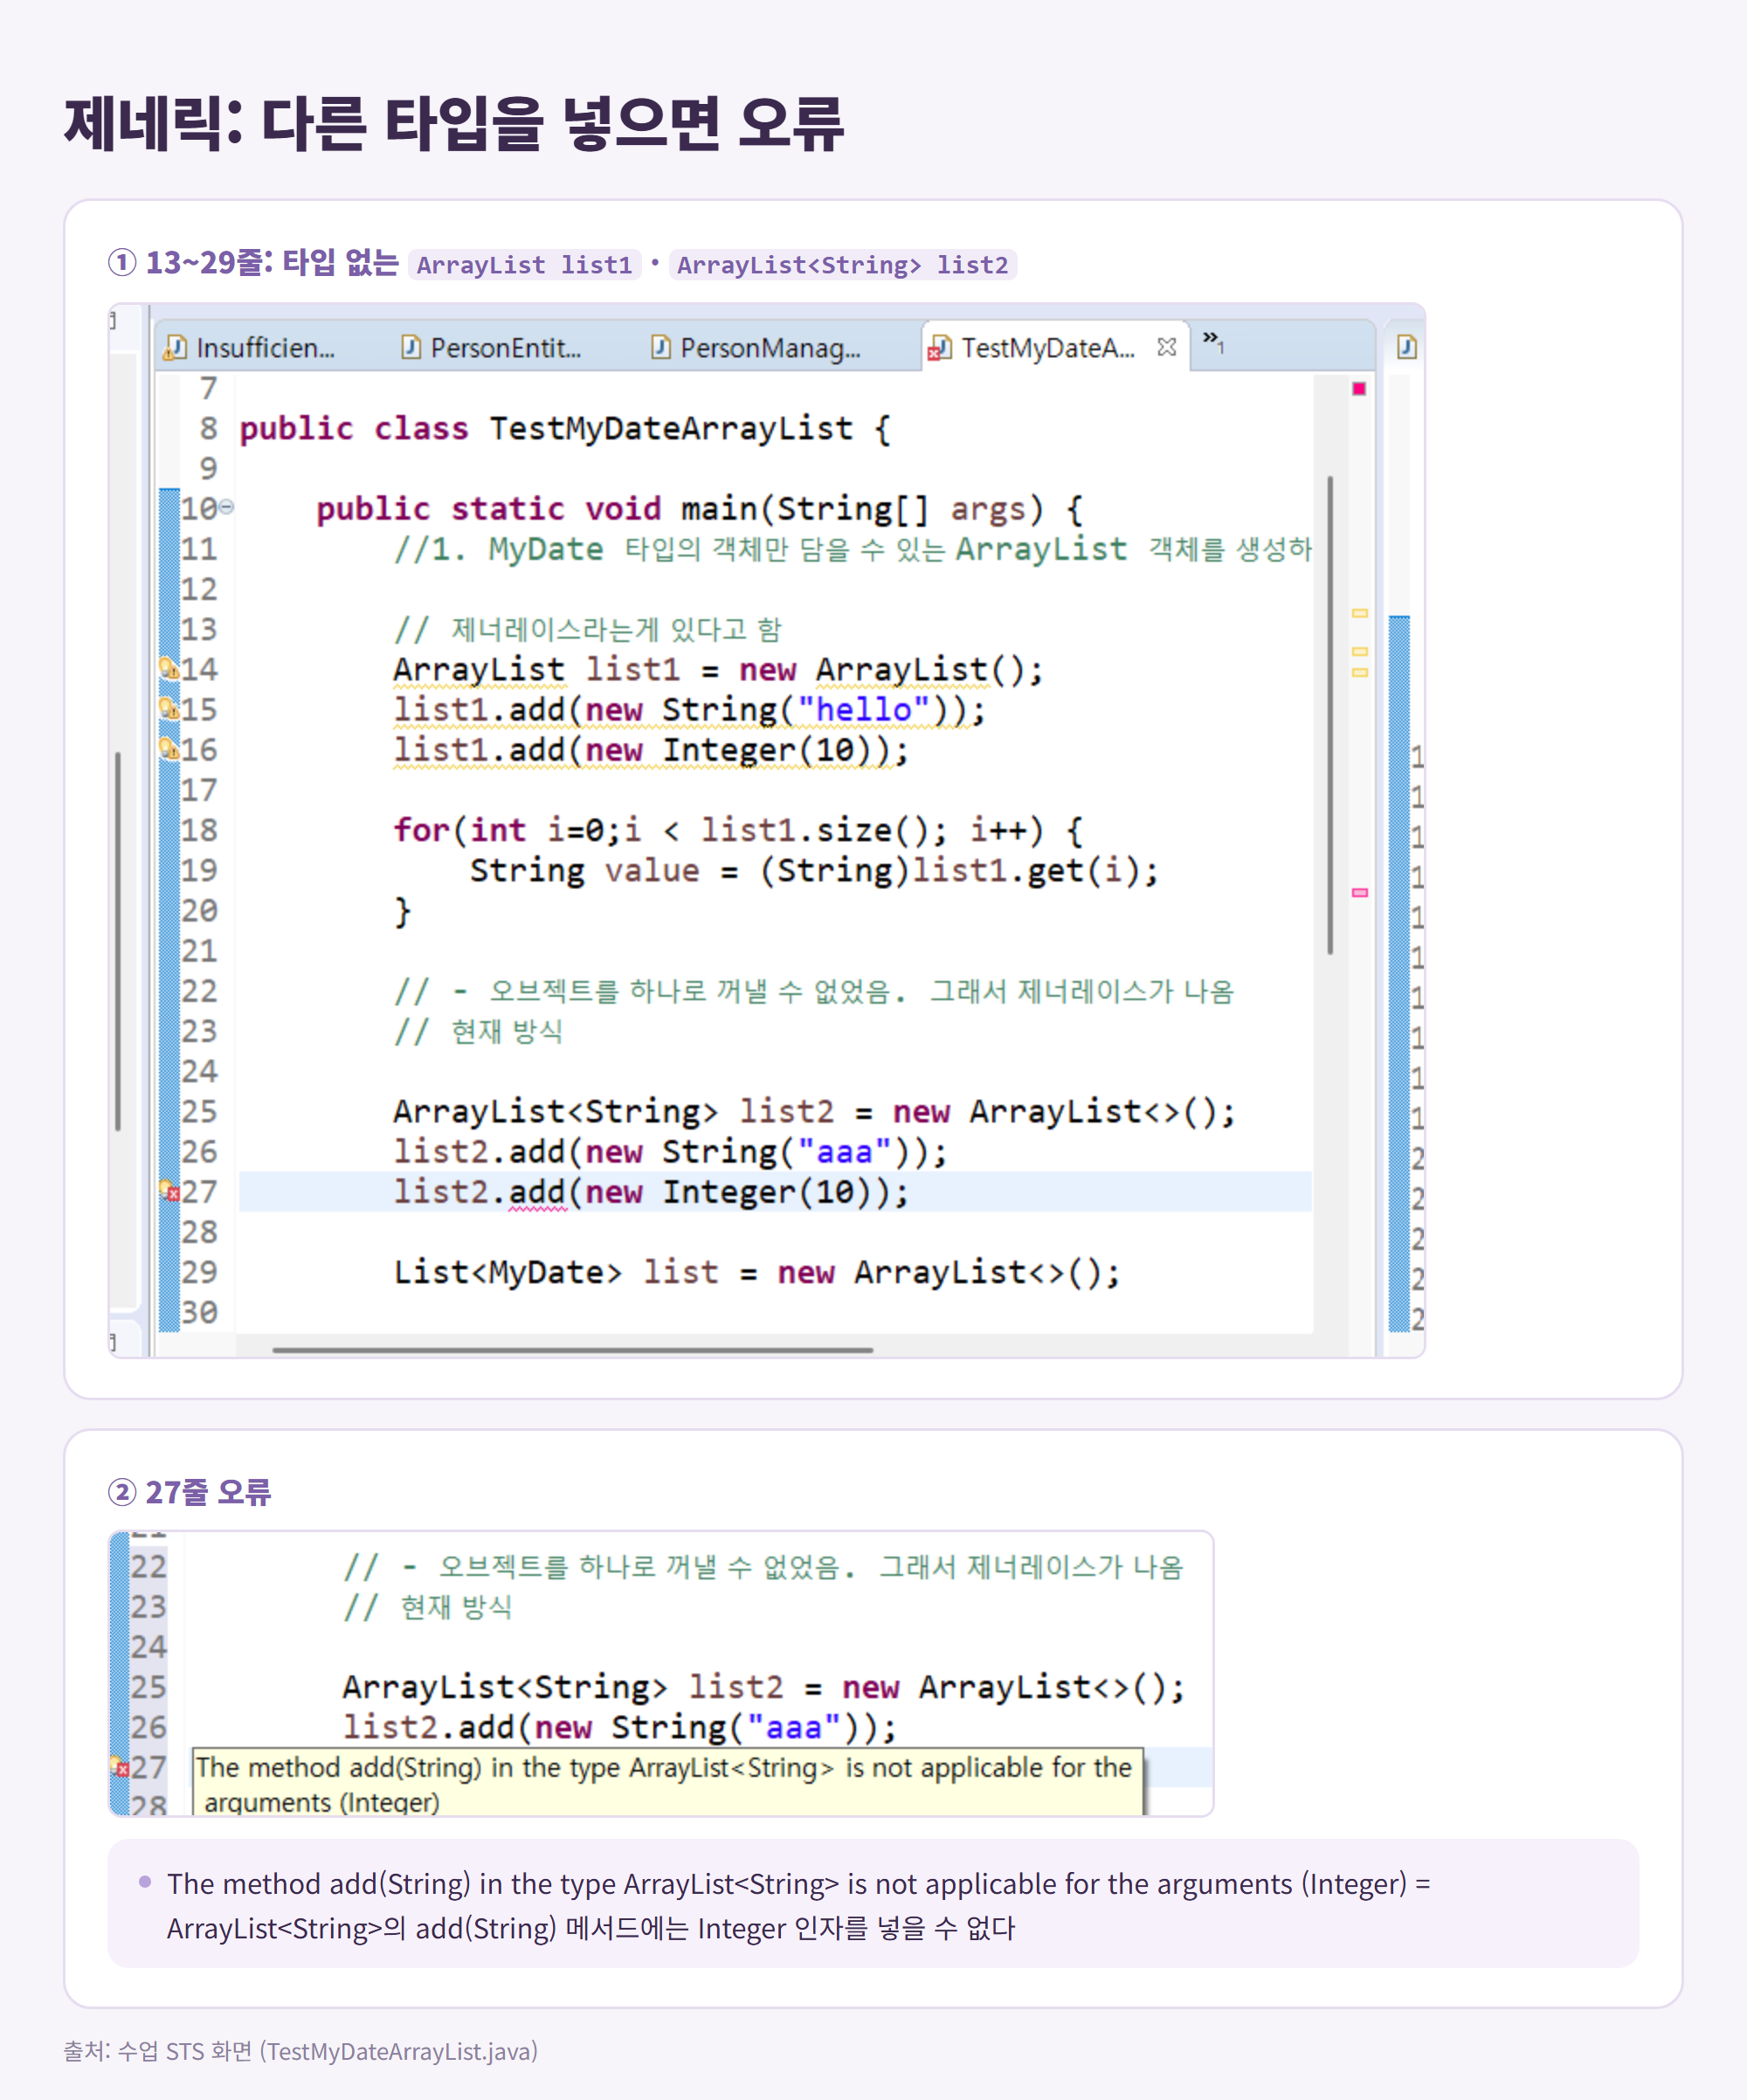 제네릭: 다른 타입을 넣으면 오류
① 13~29줄: 타입 없는 ArrayList list1 · ArrayList<String> list2
Insufficien... PersonEntit... PersonManag... TestMyDateA... »1
7
8 public class TestMyDateArrayList {
9
10 public static void main(String[] args) {
11 //1. MyDate 타입의 객체만 담을 수 있는 ArrayList 객체를 생성하
12
13 // 제너레이스라는게 있다고 함
14 ArrayList list1 = new ArrayList();
15 list1.add(new String("hello"));
16 list1.add(new Integer(10));
17
18 for(int i=0;i < list1.size(); i++) {
19 String value = (String)list1.get(i);
20 }
21
22 // - 오브젝트를 하나로 꺼낼 수 없었음. 그래서 제너레이스가 나옴
23 // 현재 방식
24
25 ArrayList<String> list2 = new ArrayList<>();
26 list2.add(new String("aaa"));
27 list2.add(new Integer(10));
28
29 List<MyDate> list = new ArrayList<>();
30
② 27줄 오류
22 // - 오브젝트를 하나로 꺼낼 수 없었음. 그래서 제너레이스가 나옴
23 // 현재 방식
24
25 ArrayList<String> list2 = new ArrayList<>();
26 list2.add(new String("aaa"));
27 The method add(String) in the type ArrayList<String> is not applicable for the
28 arguments (Integer)
The method add(String) in the type ArrayList<String> is not applicable for the arguments (Integer) =
ArrayList<String>의 add(String) 메서드에는 Integer 인자를 넣을 수 없다
출처: 수업 STS 화면 (TestMyDateArrayList.java)